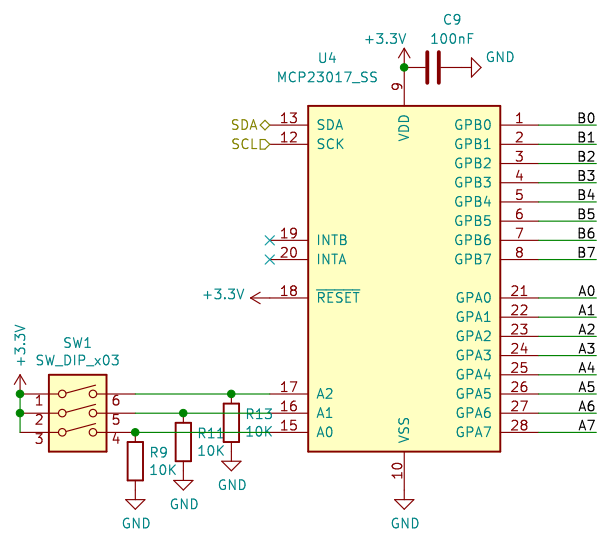 C9
100nF
+3.3V
GND
U4
MCP23017_SS
9
VDD
SDA 13 SDA
SCL 12 SCK
19 INTB
20 INTA
+3.3V 18 RESET
17 A2
16 A1
15 A0
GPB0 1 B0
GPB1 2 B1
GPB2 3 B2
GPB3 4 B3
GPB4 5 B4
GPB5 6 B5
GPB6 7 B6
GPB7 8 B7
GPA0 21 A0
GPA1 22 A1
GPA2 23 A2
GPA3 24 A3
GPA4 25 A4
GPA5 26 A5
GPA6 27 A6
GPA7 28 A7
VSS
10
GND
+3.3V
SW1
SW_DIP_x03
1 6
2 5
3 4
R13
10K
GND
R11
10K
GND
R9
10K
GND